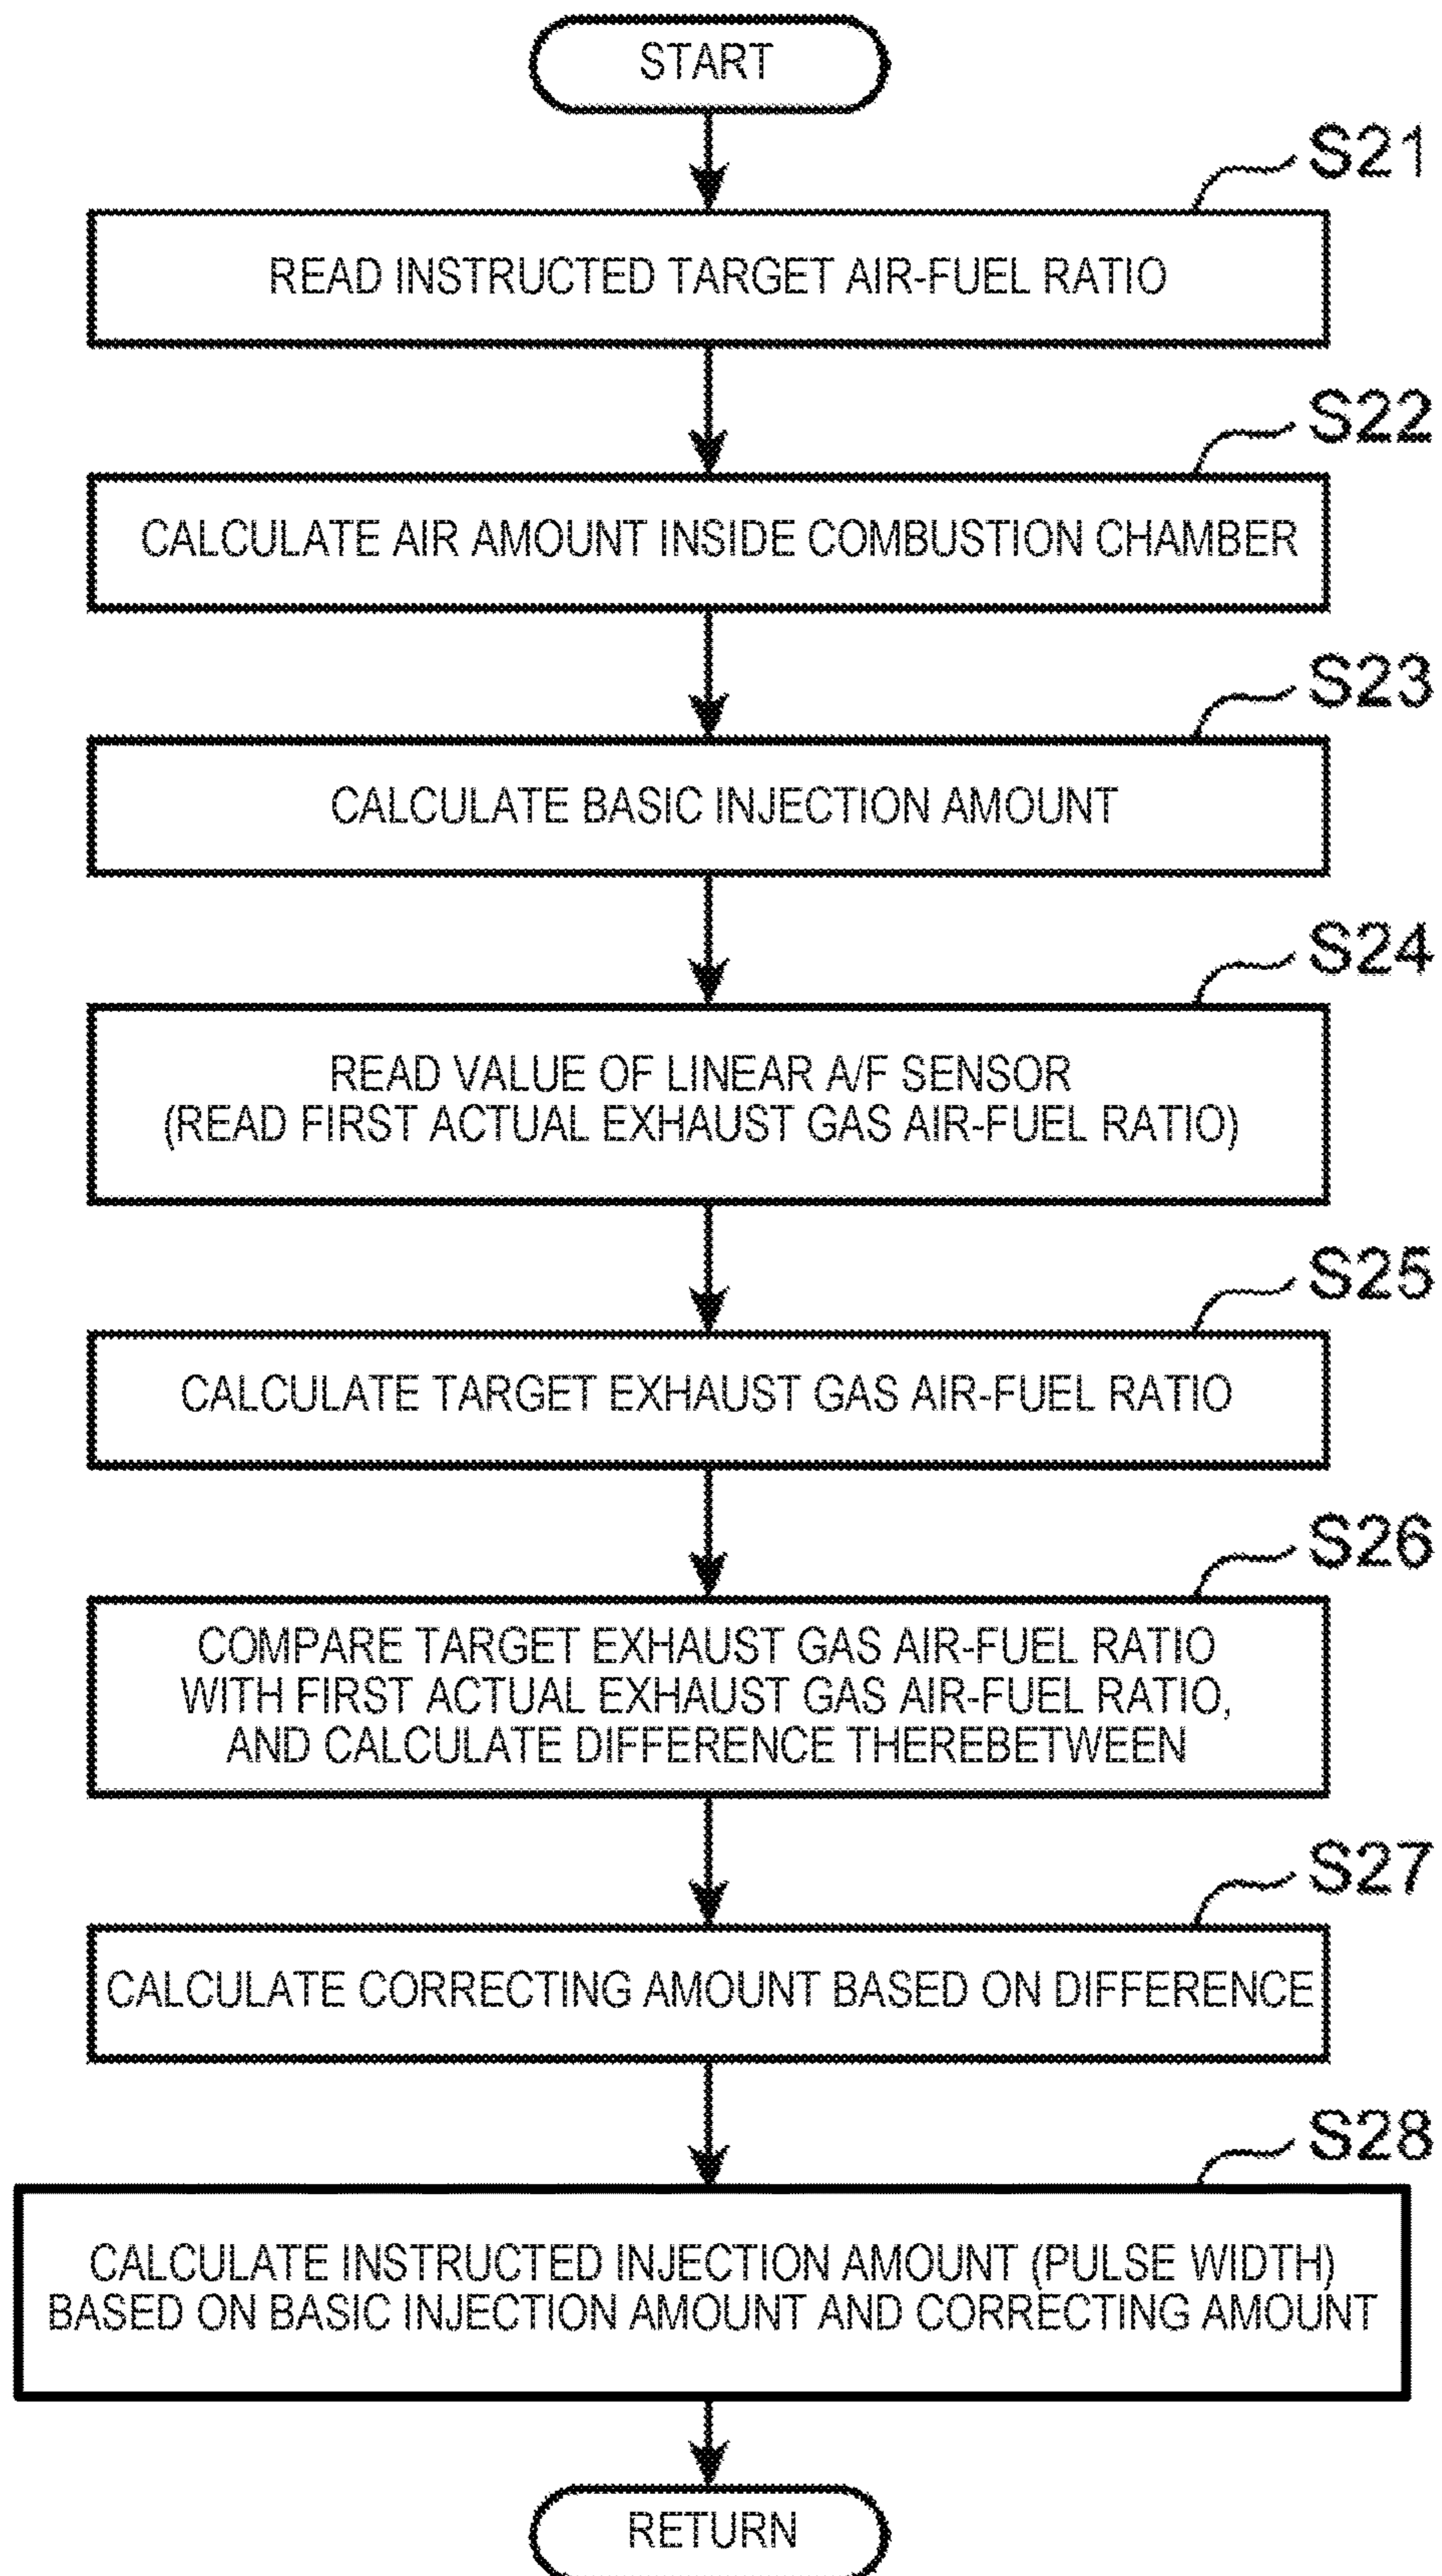 START
S21
READ INSTRUCTED TARGET AIR-FUEL RATIO
S22
CALCULATE AIR AMOUNT INSIDE COMBUSTION CHAMBER
S23
CALCULATE BASIC INJECTION AMOUNT
S24
READ VALUE OF LINEAR A/F SENSOR
(READ FIRST ACTUAL EXHAUST GAS AIR-FUEL RATIO)
S25
CALCULATE TARGET EXHAUST GAS AIR-FUEL RATIO
S26
COMPARE TARGET EXHAUST GAS AIR-FUEL RATIO
WITH FIRST ACTUAL EXHAUST GAS AIR-FUEL RATIO,
AND CALCULATE DIFFERENCE THEREBETWEEN
S27
CALCULATE CORRECTING AMOUNT BASED ON DIFFERENCE
S28
CALCULATE INSTRUCTED INJECTION AMOUNT (PULSE WIDTH)
BASED ON BASIC INJECTION AMOUNT AND CORRECTING AMOUNT
RETURN